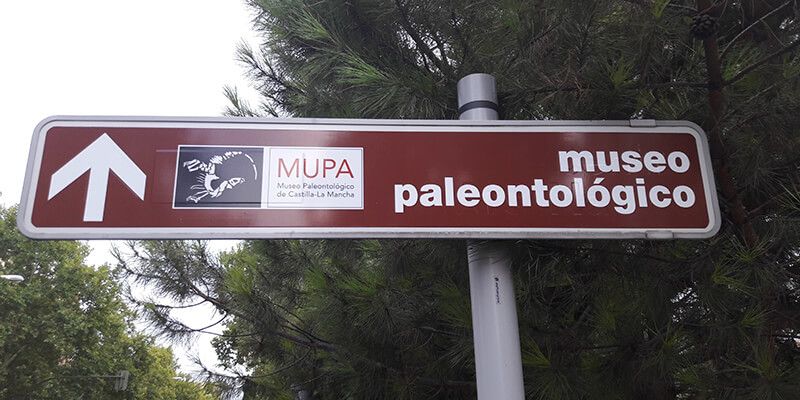 MUPA
Museo Paleontológico
de Castilla-La Mancha
museo
paleontológico